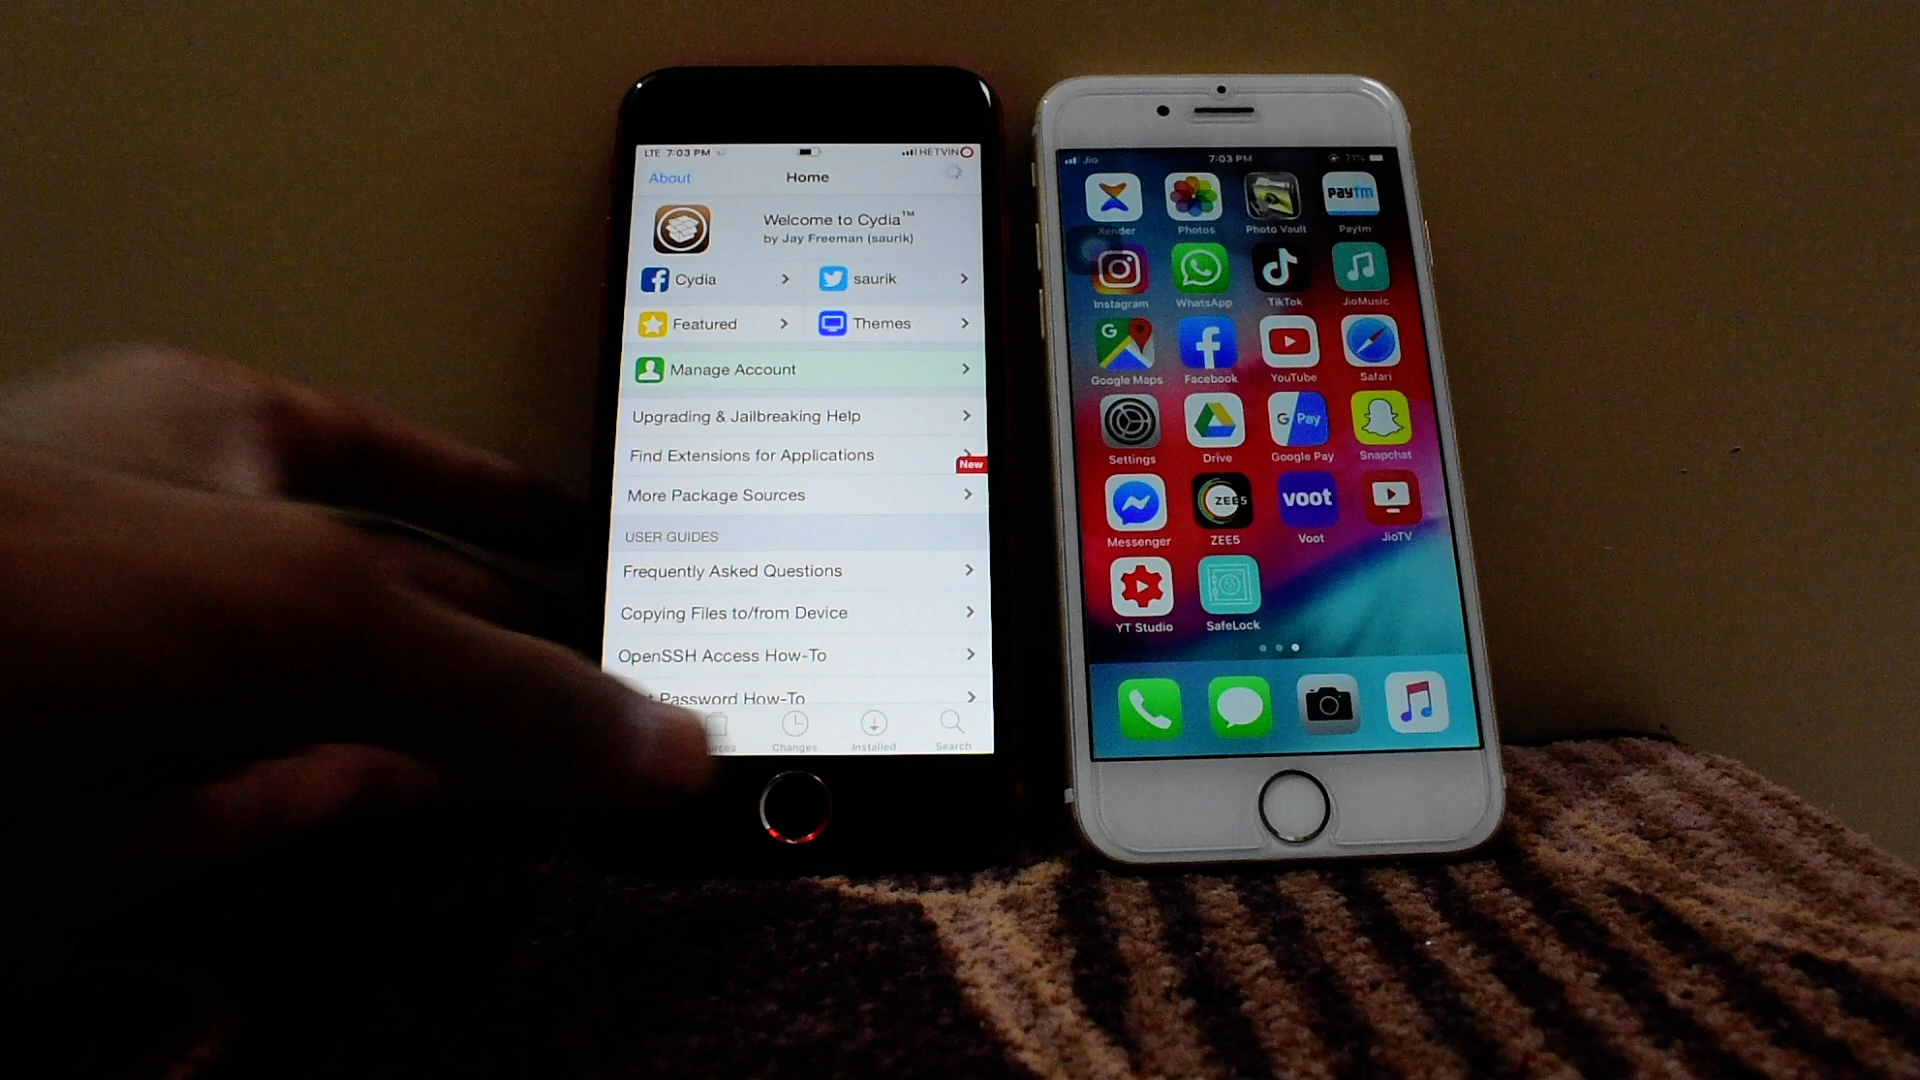 LTE 7:03 PM
HETVIN
About
Home
Welcome to Cydia™
by Jay Freeman (saurik)
Cydia
saurik
Featured
Themes
Manage Account
Upgrading & Jailbreaking Help
Find Extensions for Applications
New
More Package Sources
USER GUIDES
Frequently Asked Questions
Copying Files to/from Device
OpenSSH Access How-To
Password How-To
Changes
Installed
Search
Jio
7:03 PM
71%
paytm
Xender
Photos
Photo Vault
Paytm
Instagram
WhatsApp
TikTok
JioMusic
G
Google Maps
Facebook
YouTube
Safari
G Pay
Settings
Drive
Google Pay
Snapchat
ZEE5
voot
Messenger
ZEE5
Voot
JioTV
YT Studio
SafeLock